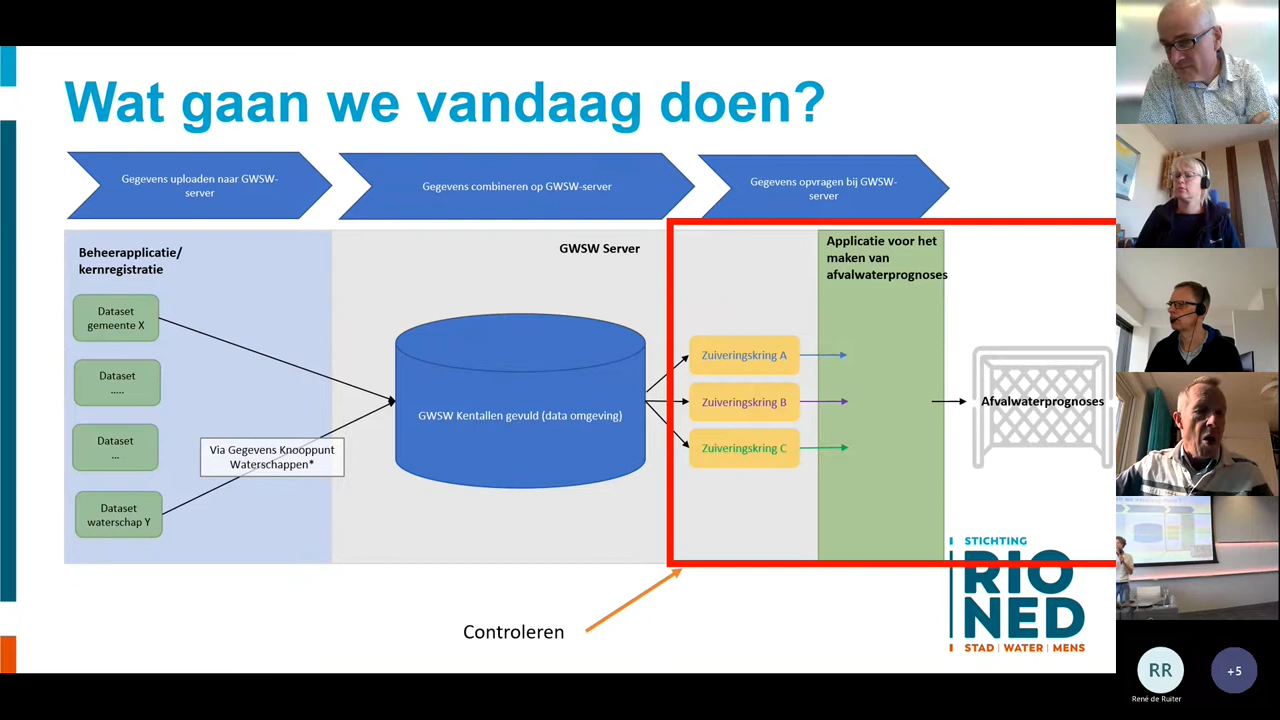 Wat gaan we vandaag doen?
Gegevens uploaden naar GWSW-
server
Gegevens combineren op GWSW-server
Gegevens opvragen bij GWSW-
server
Beheerapplicatie/
kernregistratie
Dataset
gemeente X
Dataset
.....
Dataset
...
Dataset
waterschap Y
Via Gegevens Knooppunt
Waterschappen*
GWSW Server
GWSW Kentallen gevuld (data omgeving)
Zuiveringskring A
Zuiveringskring B
Zuiveringskring C
Applicatie voor het
maken van
afvalwaterprognoses
Afvalwaterprognoses
Controleren
STICHTING
RIO
NED
STAD | WATER | MENS
RR
+5
René de Ruiter